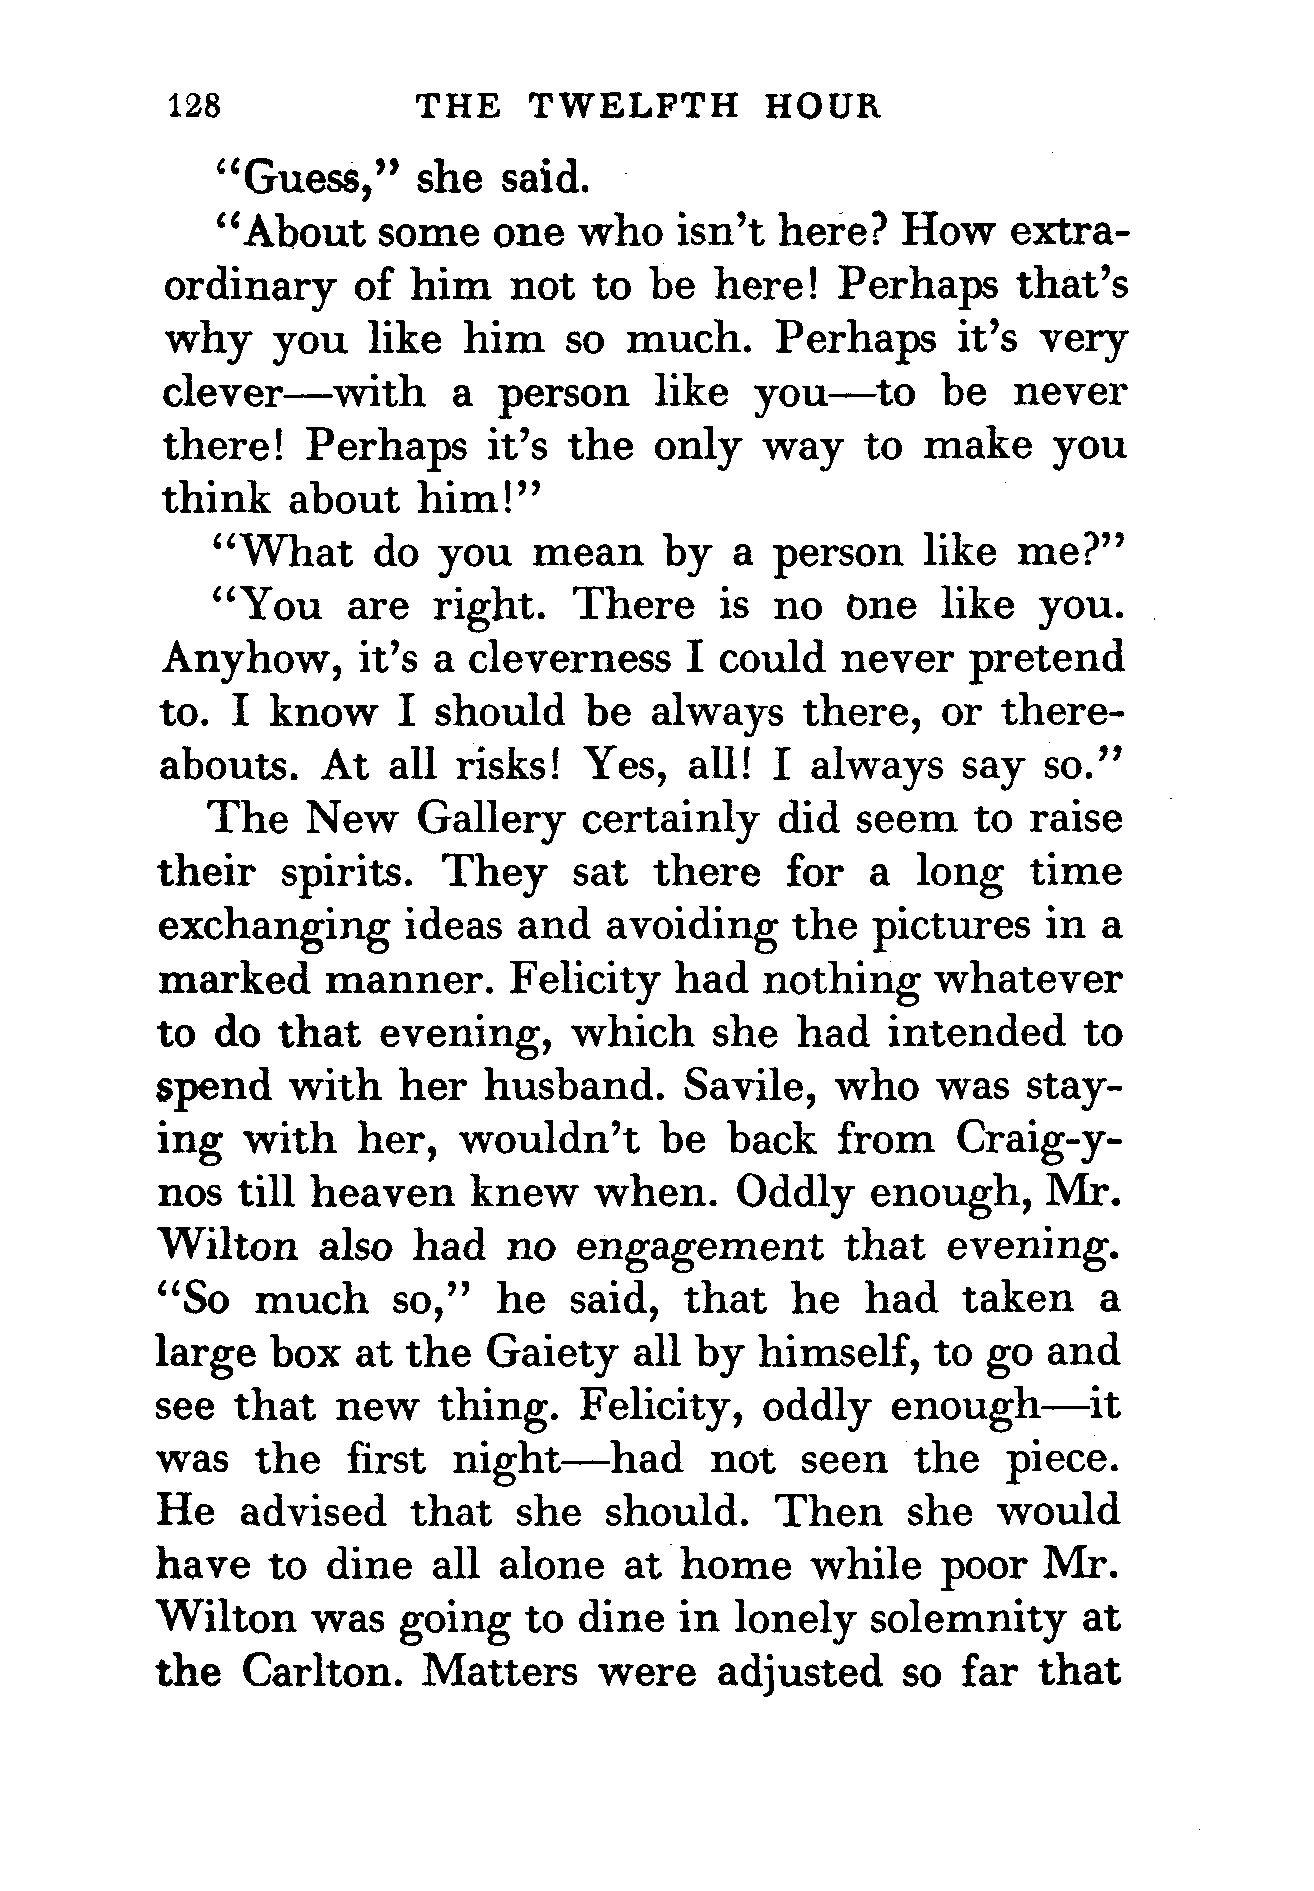 128 THE TWELFTH HOUR
“Guess,” she said.
“About some one who isn’t here? How extra-
ordinary of him not to be here! Perhaps that’s
why you like him so much. Perhaps it’s very
clever—with a person like you—to be never
there! Perhaps it’s the only way to make you
think about him!”
“What do you mean by a person like me?”
“You are right. There is no one like you.
Anyhow, it’s a cleverness I could never pretend
to. I know I should be always there, or there-
abouts. At all risks! Yes, all! I always say so.”
The New Gallery certainly did seem to raise
their spirits. They sat there for a long time
exchanging ideas and avoiding the pictures in a
marked manner. Felicity had nothing whatever
to do that evening, which she had intended to
spend with her husband. Savile, who was stay-
ing with her, wouldn’t be back from Craig-y-
nos till heaven knew when. Oddly enough, Mr.
Wilton also had no engagement that evening.
“So much so,” he said, that he had taken a
large box at the Gaiety all by himself, to go and
see that new thing. Felicity, oddly enough—it
was the first night—had not seen the piece.
He advised that she should. Then she would
have to dine all alone at home while poor Mr.
Wilton was going to dine in lonely solemnity at
the Carlton. Matters were adjusted so far that